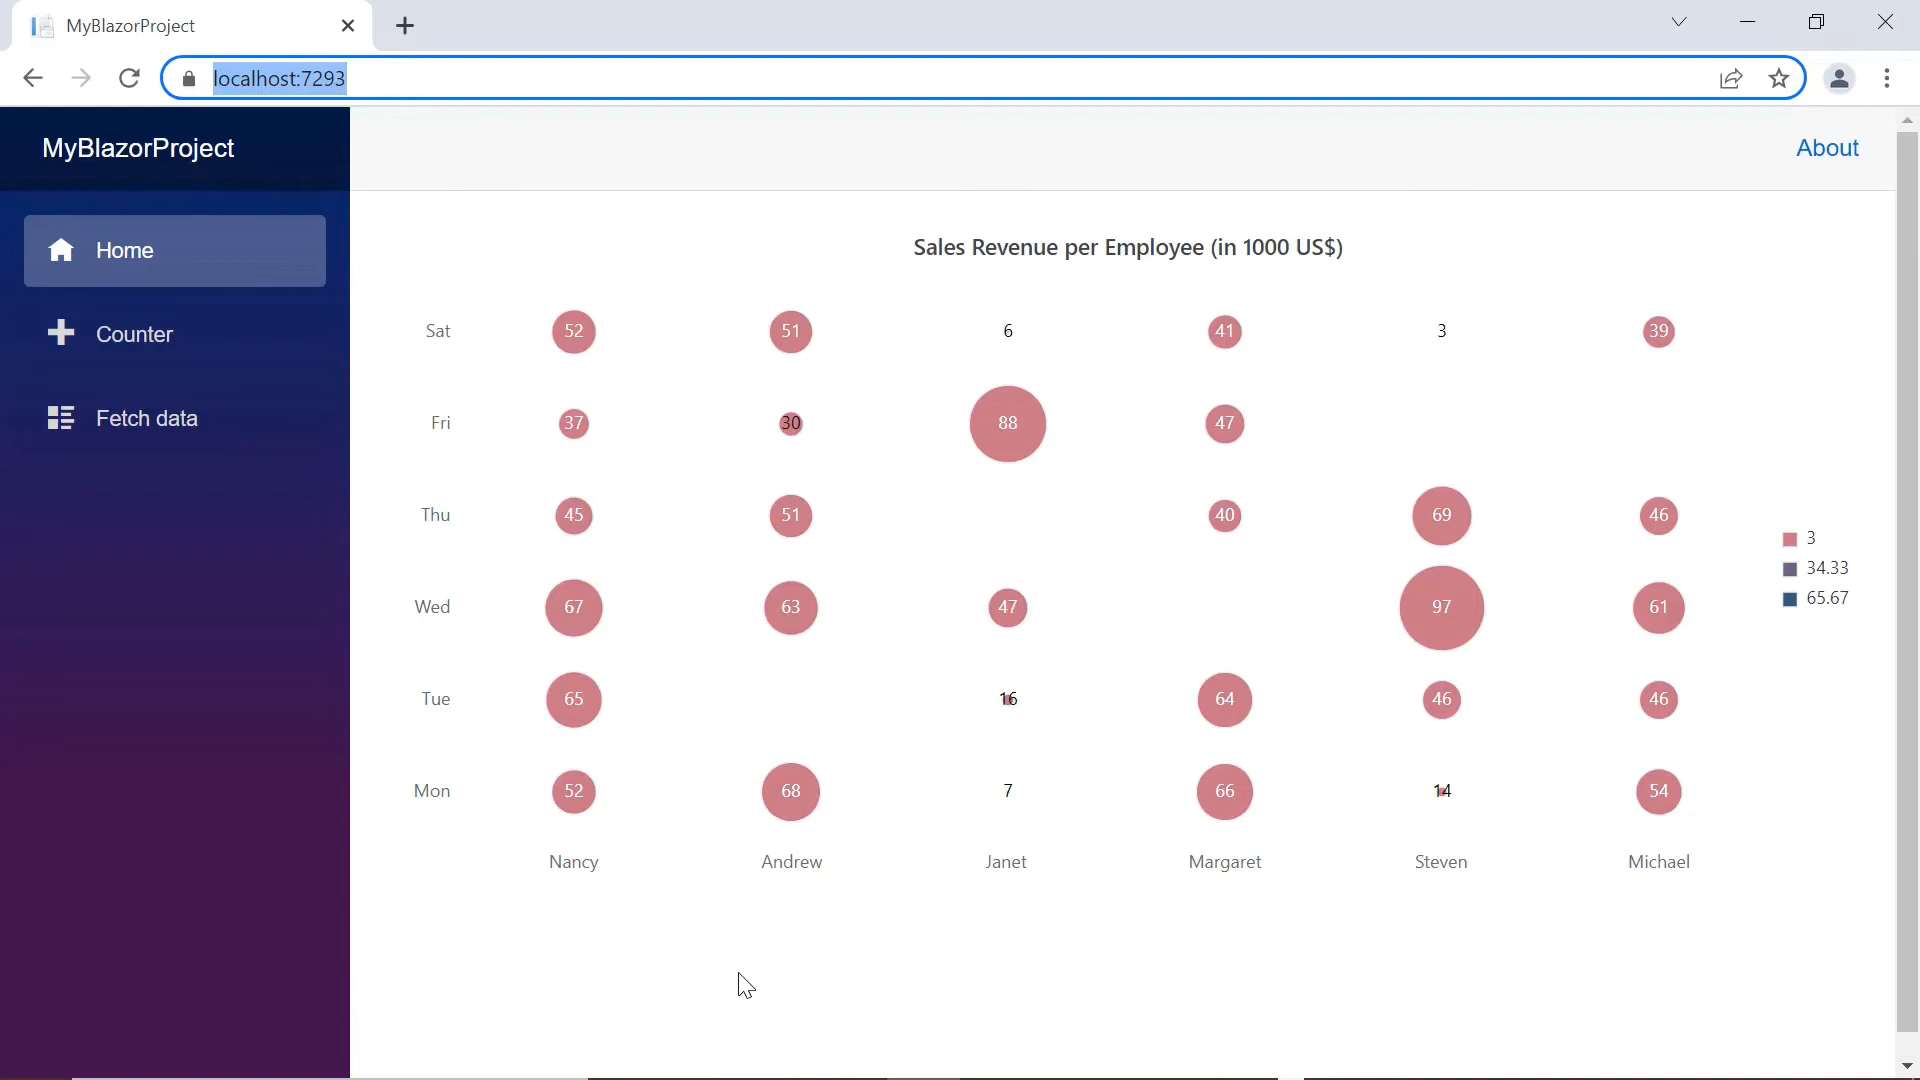 MyBlazorProject
localhost:7293
MyBlazorProject
About
Home
Counter
Fetch data
Sales Revenue per Employee (in 1000 US$)
Sat 52 51 6 41 3 39
Fri 37 30 88 47
Thu 45 51 40 69 46
Wed 67 63 47 97 61
Tue 65 16 64 46 46
Mon 52 68 7 66 14 54
Nancy Andrew Janet Margaret Steven Michael
3
34.33
65.67